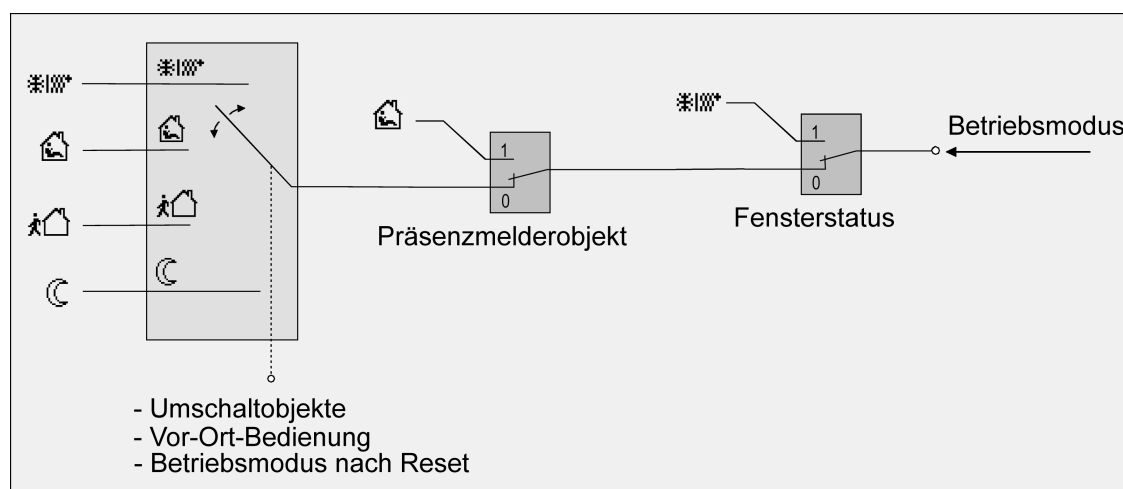 1
0
Präsenzmelderobjekt
1
0
Fensterstatus
Betriebsmodus
- Umschaltobjekte
- Vor-Ort-Bedienung
- Betriebsmodus nach Reset